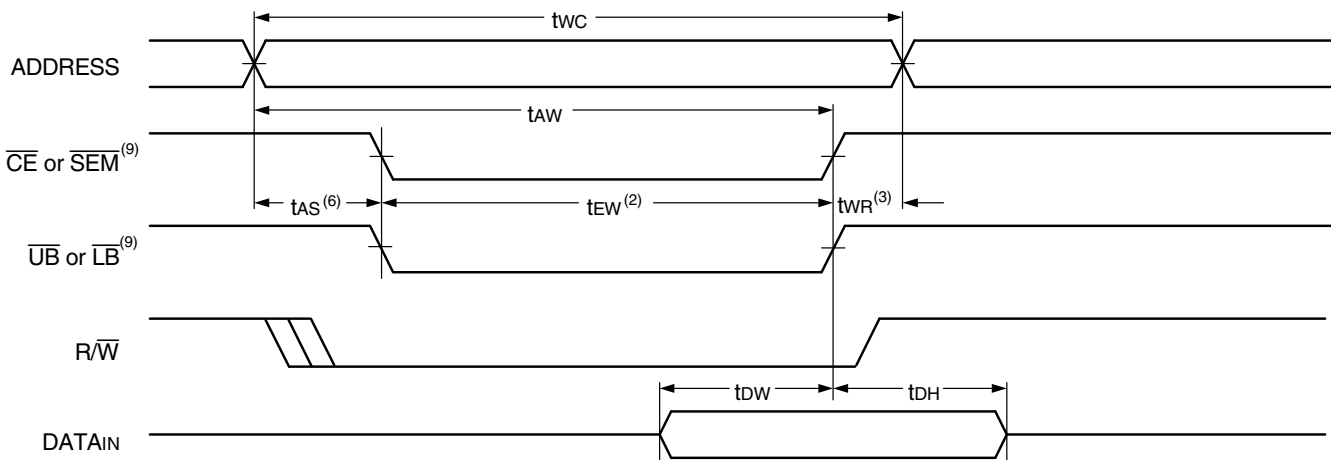 tWC
ADDRESS
tAW
CE or SEM(9)
tAS(6) tEW(2) tWR(3)
UB or LB(9)
R/W
tDW tDH
DATAIN